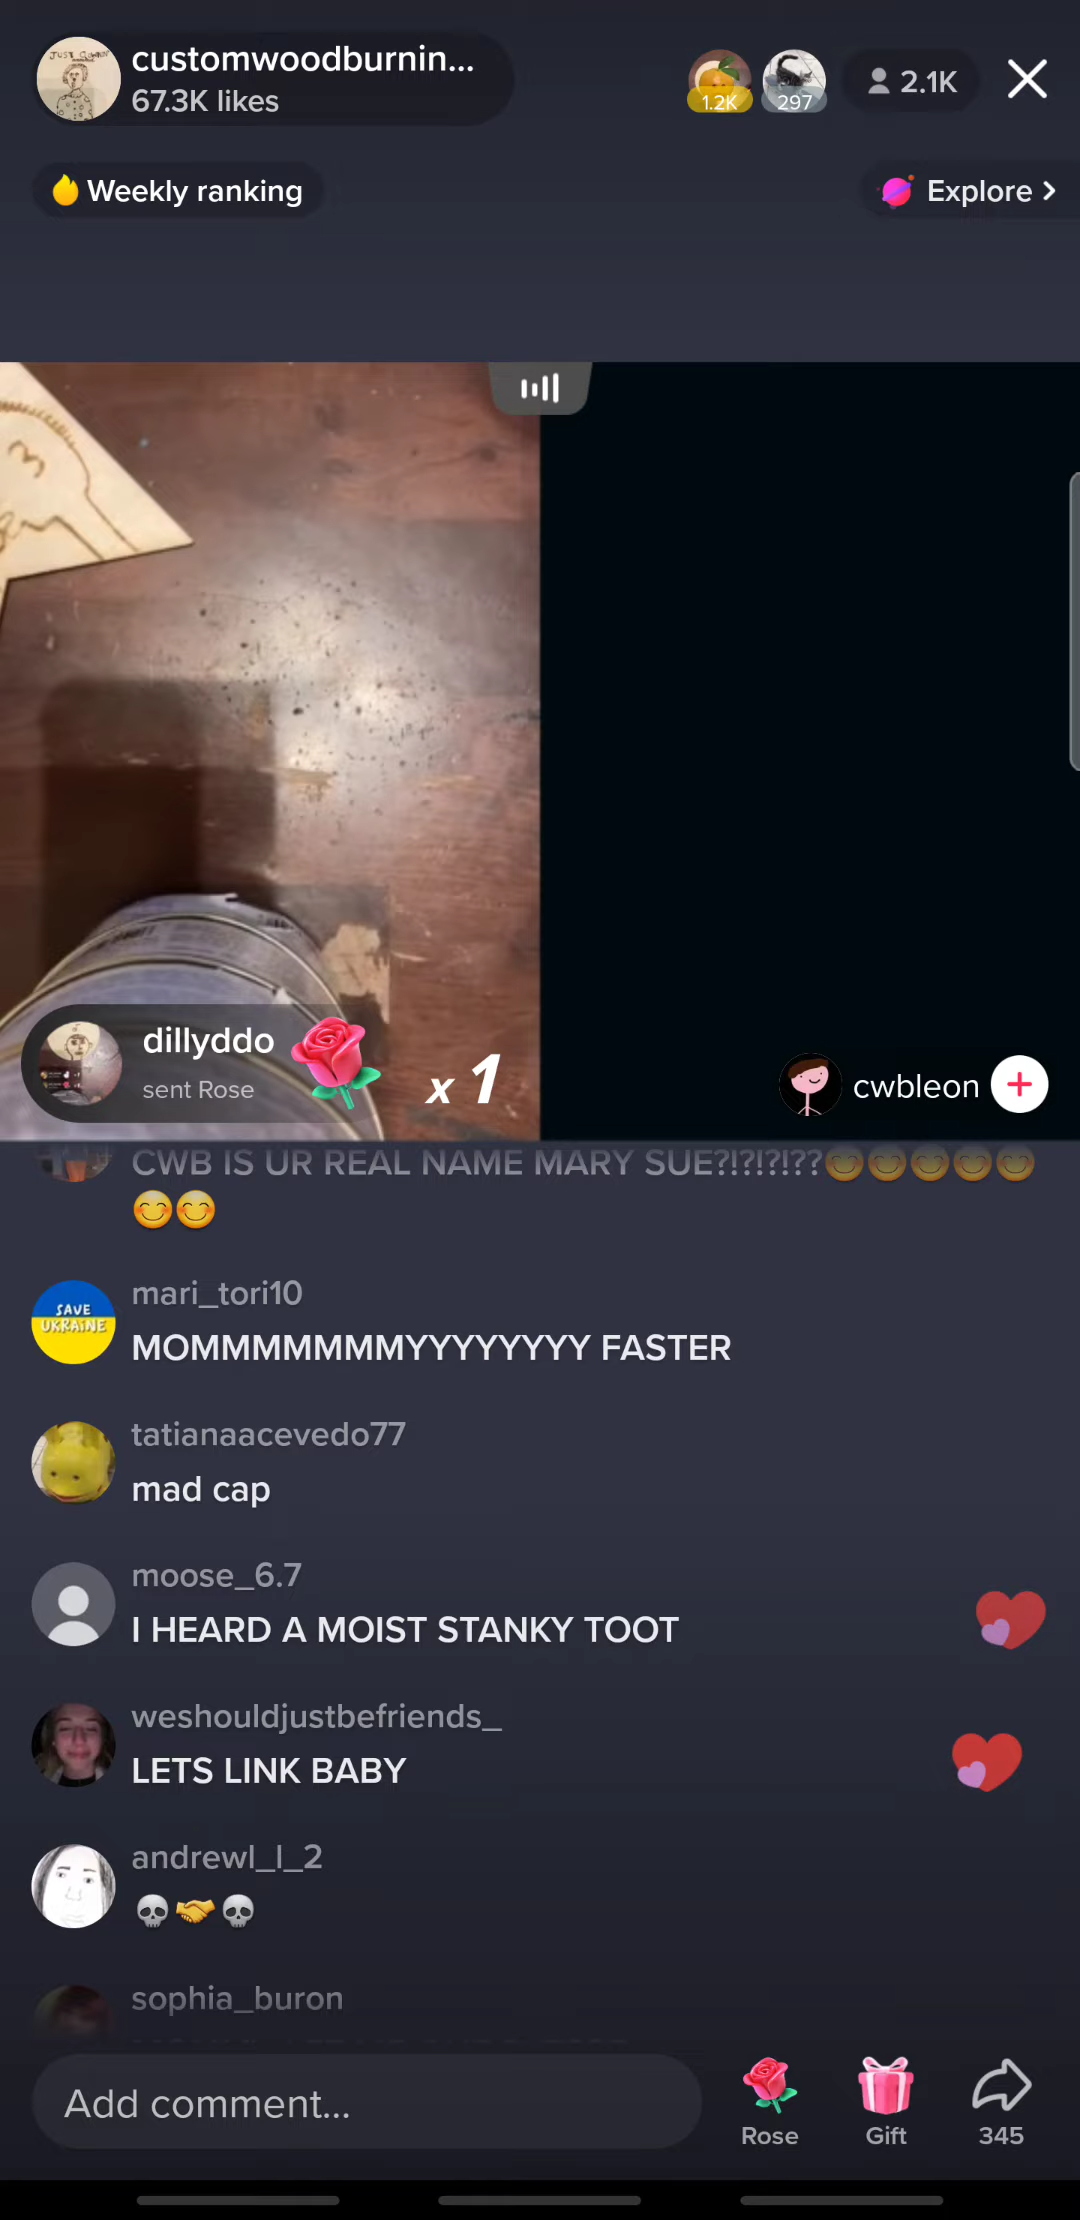 customwoodburnin...
67.3K likes
1.2K
297
2.1K
Weekly ranking
Explore
dillyddo
sent Rose
x 1
cwbleon
CWB IS UR REAL NAME MARY SUE?!?!?!??😊😊😊😊😊
😊😊
mari_tori10
SAVE
UKRAINE
MOMMMMMMMYYYYYYYY FASTER
tatianaacevedo77
mad cap
moose_6.7
I HEARD A MOIST STANKY TOOT
weshouldjustbefriends_
LETS LINK BABY
andrewl_l_2
💀🤝💀
sophia_buron
Add comment...
Rose
Gift
345